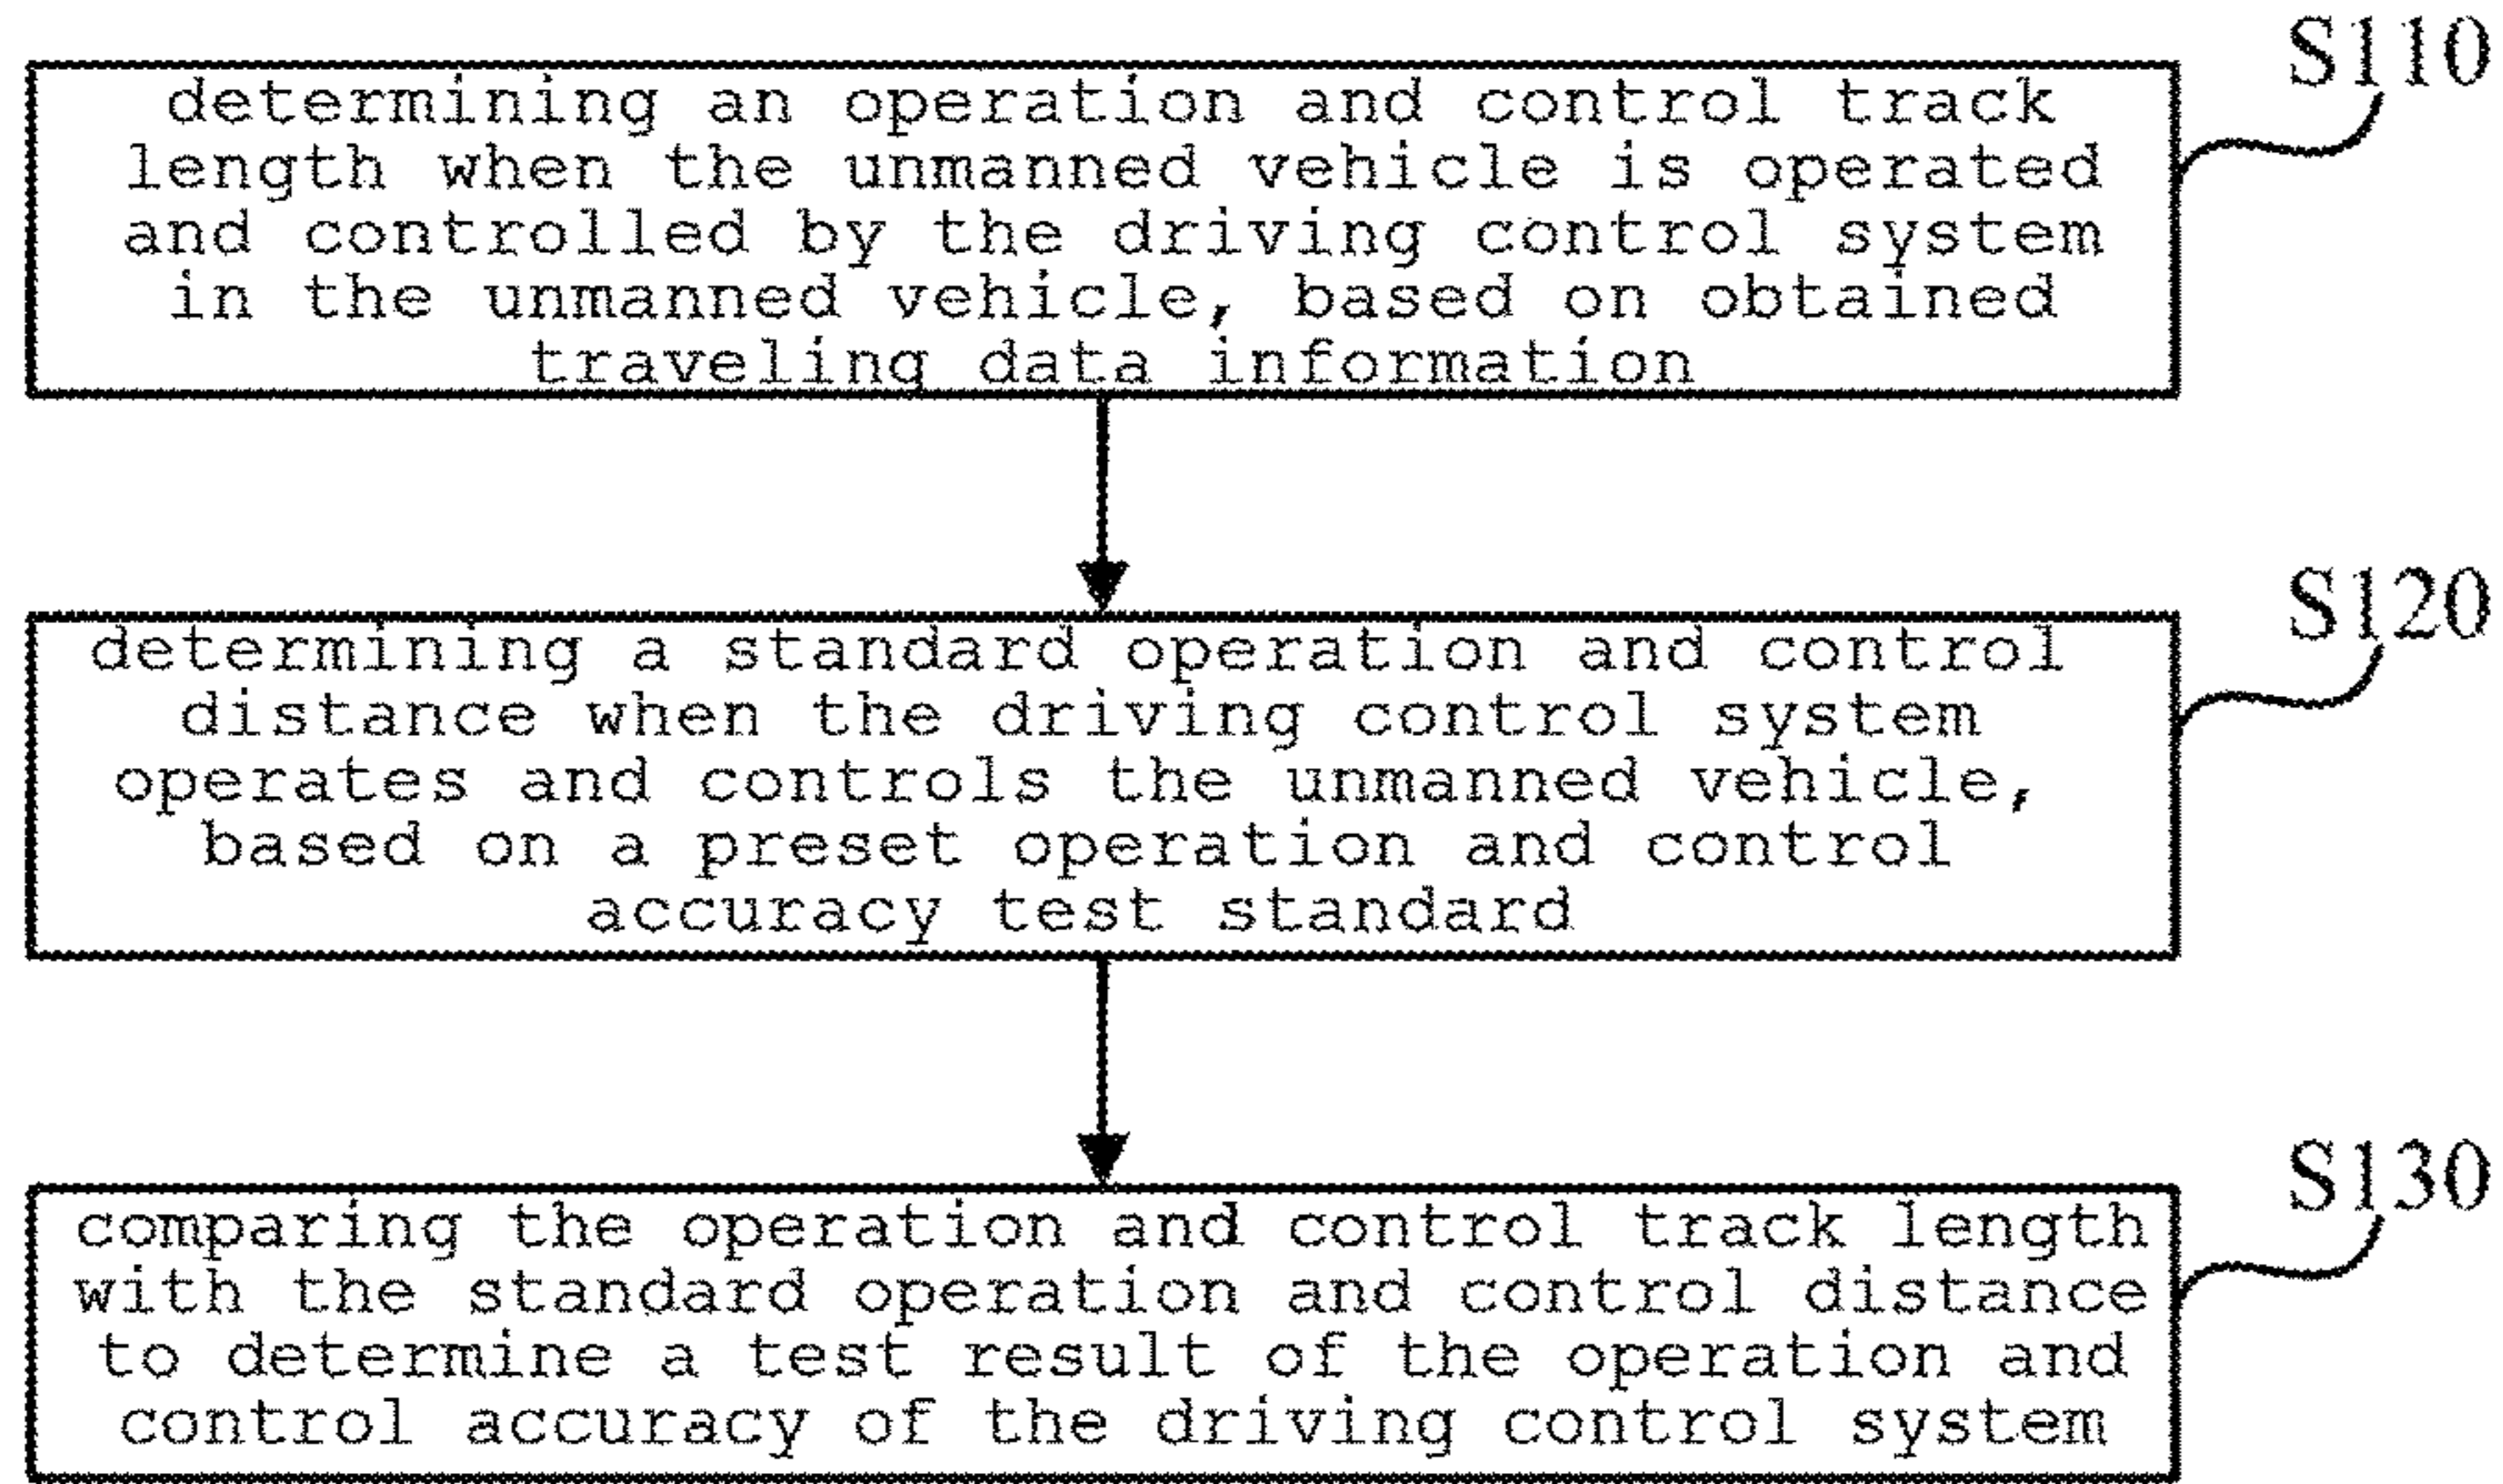 S110
determining an operation and control track
length when the unmanned vehicle is operated
and controlled by the driving control system
in the unmanned vehicle, based on obtained
traveling data information
S120
determining a standard operation and control
distance when the driving control system
operates and controls the unmanned vehicle,
based on a preset operation and control
accuracy test standard
S130
comparing the operation and control track length
with the standard operation and control distance
to determine a test result of the operation and
control accuracy of the driving control system